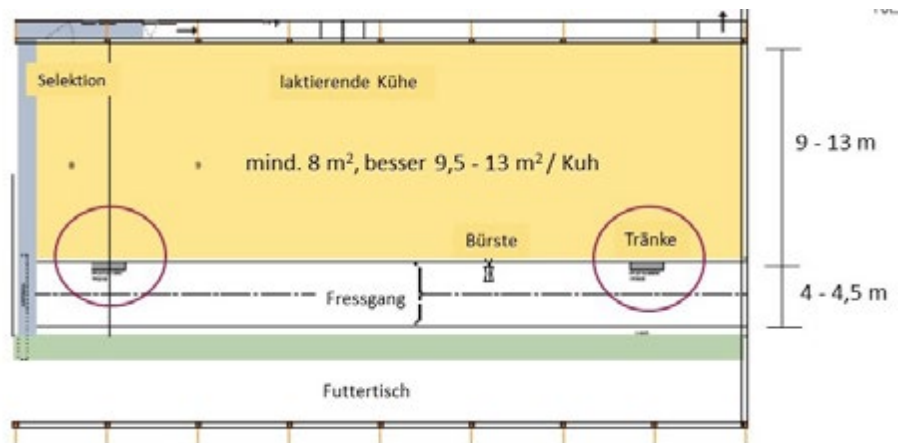 Selektion
laktierende Kühe
9 - 13 m
mind. 8 m², besser 9,5 - 13 m² / Kuh
Bürste
Tränke
Fressgang
4 - 4,5 m
Futtertisch